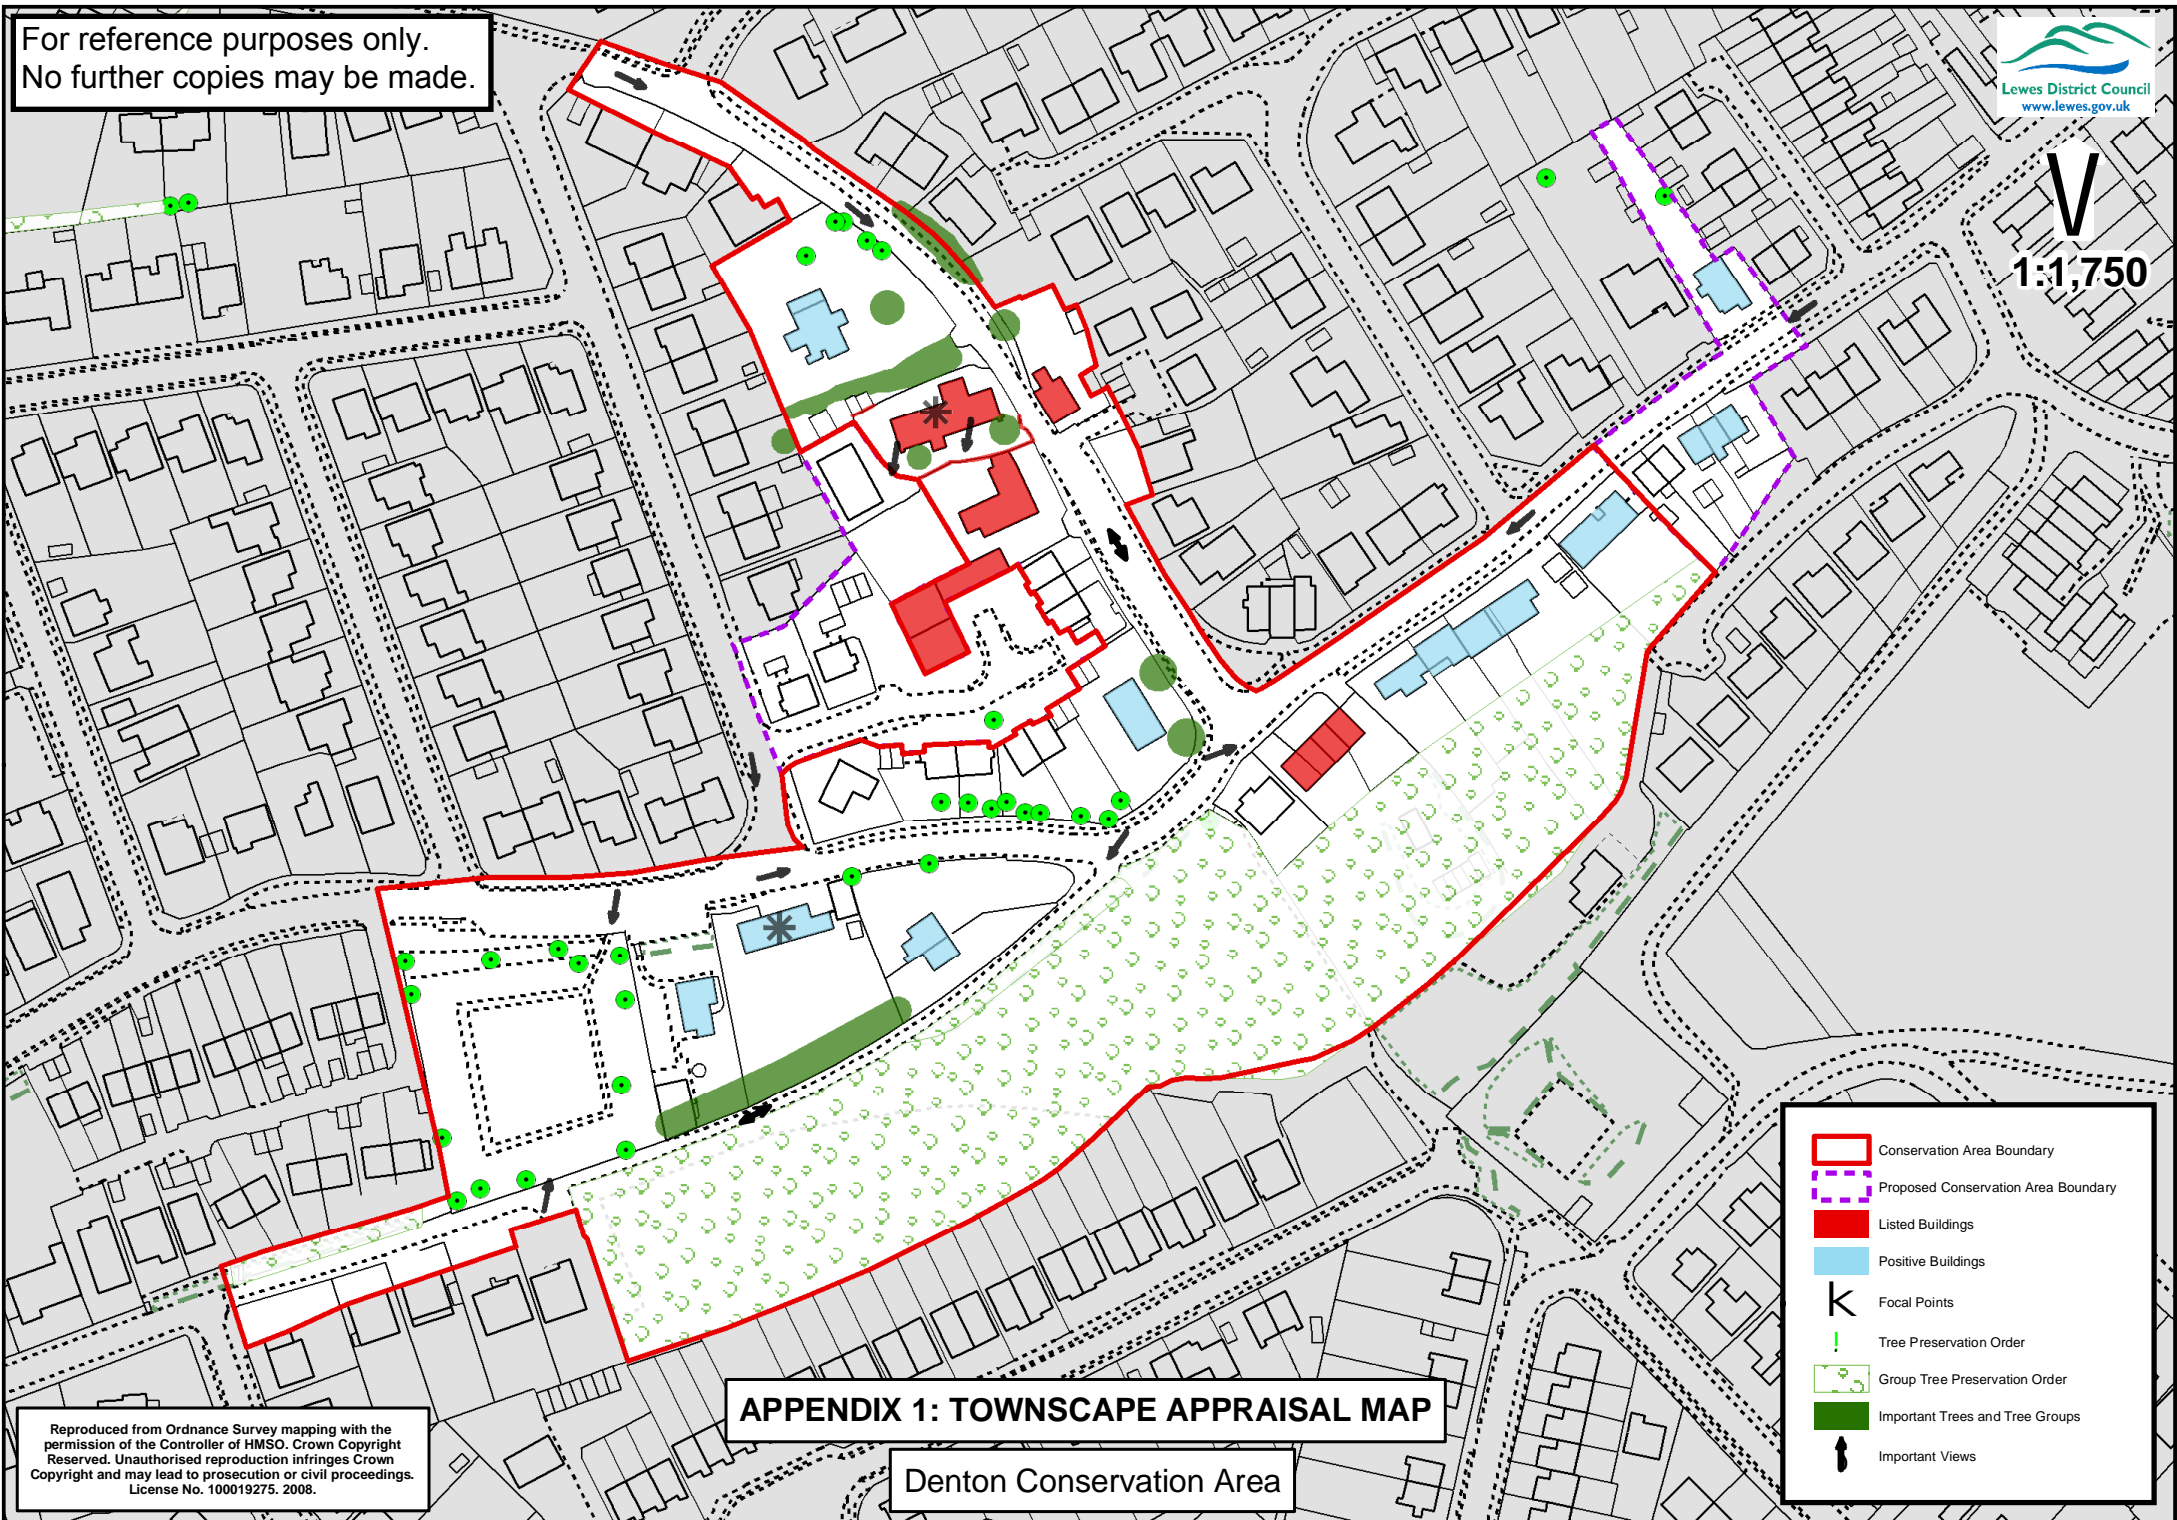 For reference purposes only.
No further copies may be made.
Lewes District Council
www.lewes.gov.uk
1:1,750
Conservation Area Boundary
Proposed Conservation Area Boundary
Listed Buildings
Positive Buildings
Focal Points
Tree Preservation Order
Group Tree Preservation Order
Important Trees and Tree Groups
Important Views
APPENDIX 1: TOWNSCAPE APPRAISAL MAP
Denton Conservation Area
Reproduced from Ordnance Survey mapping with the
permission of the Controller of HMSO. Crown Copyright
Reserved. Unauthorised reproduction infringes Crown
Copyright and may lead to prosecution or civil proceedings.
License No. 100019275. 2008.